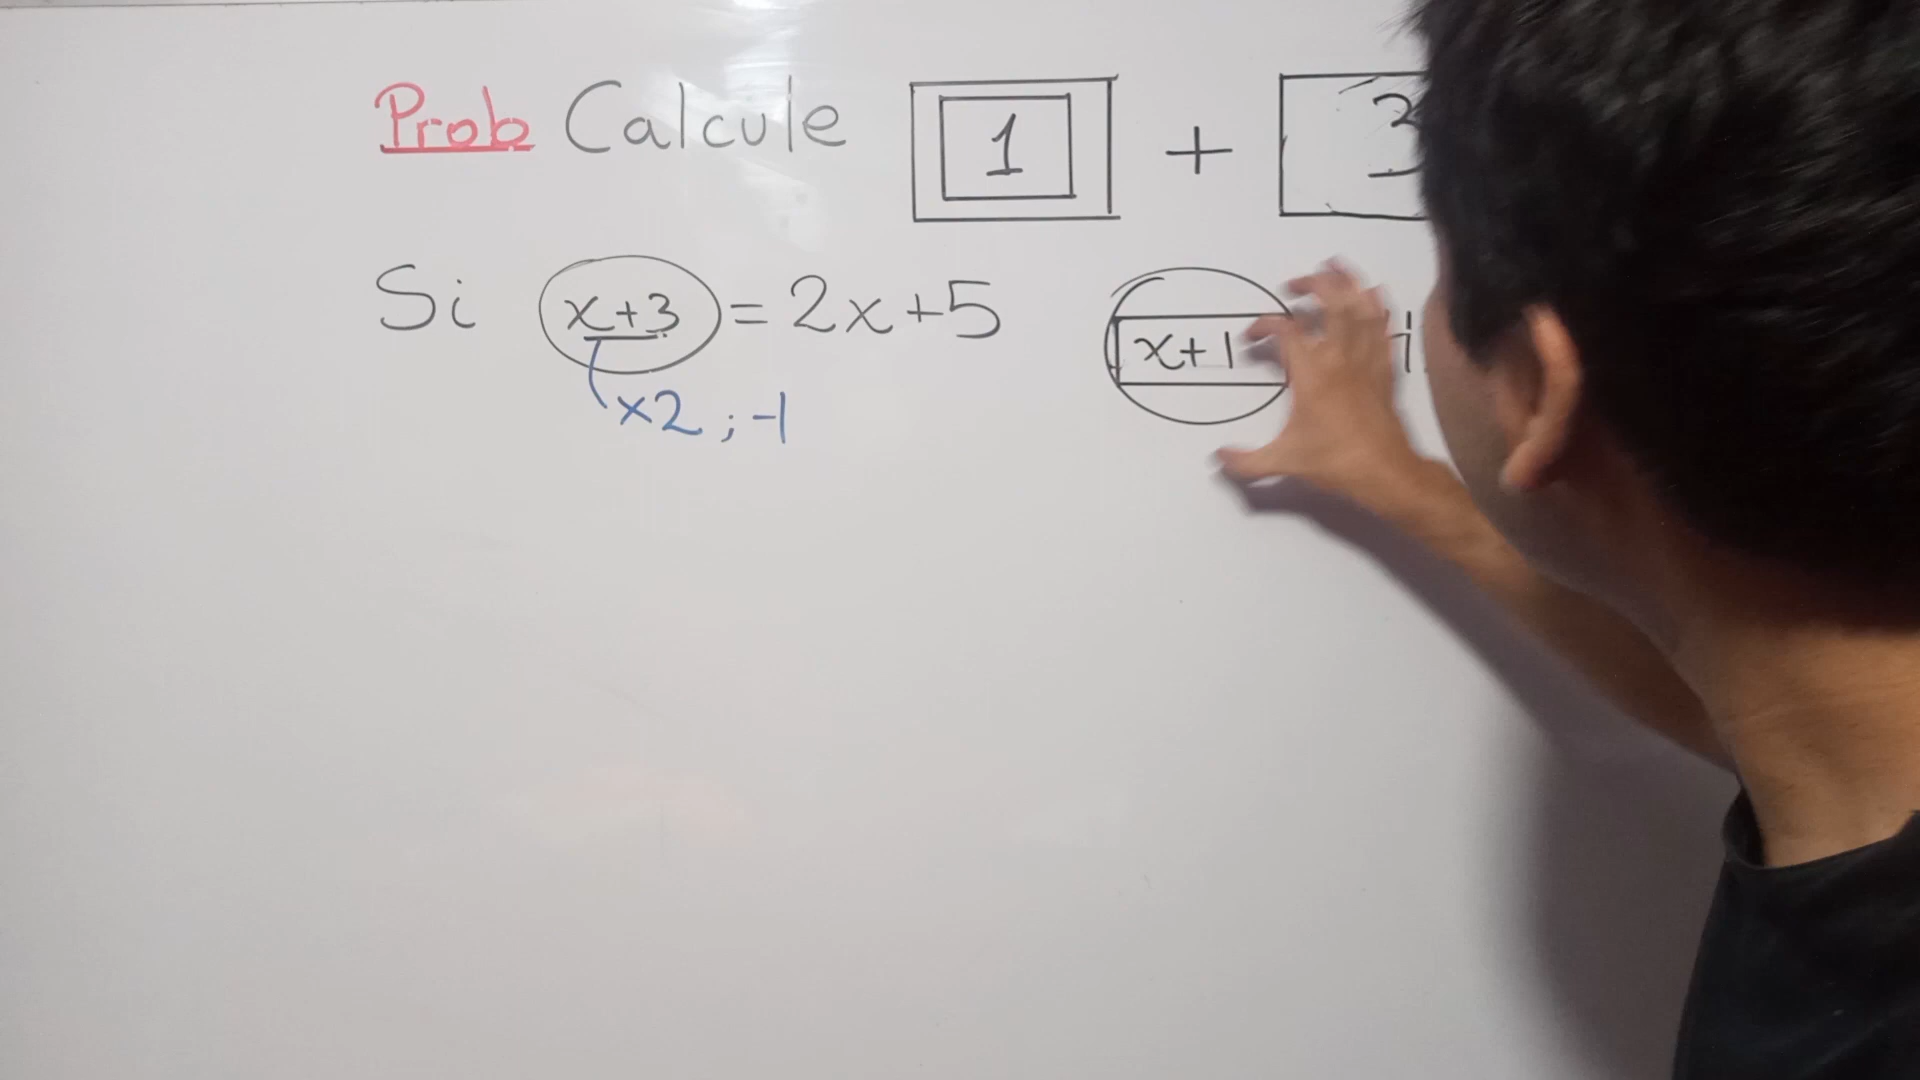 Prob Calcule 1 + 3
Si x+3 = 2x+5 x+1
x2 ; -1